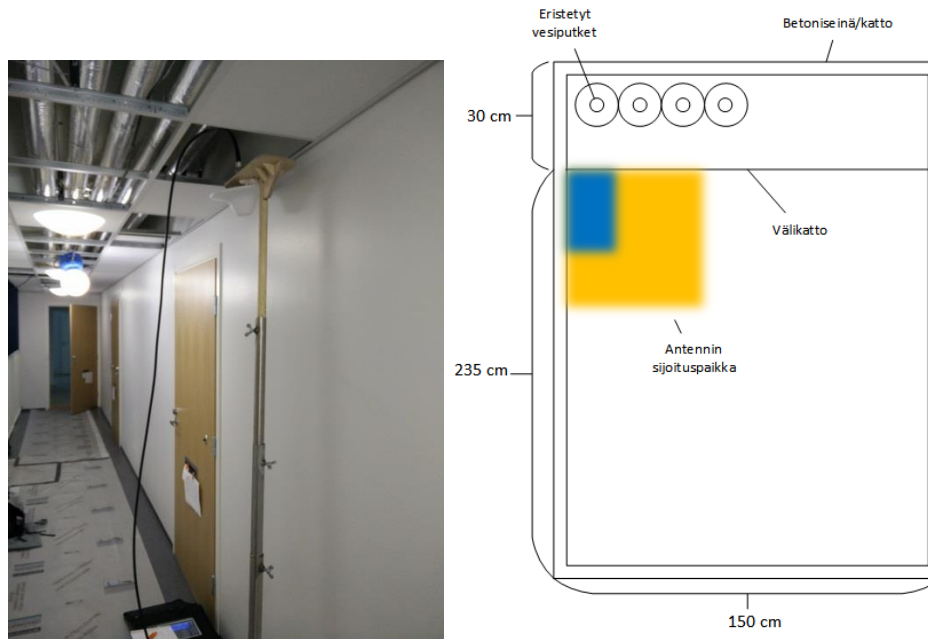 Eristetyt
vesiputket
Betoniseinä/katto
30 cm
Välikatto
Antennin
sijoituspaikka
235 cm
150 cm